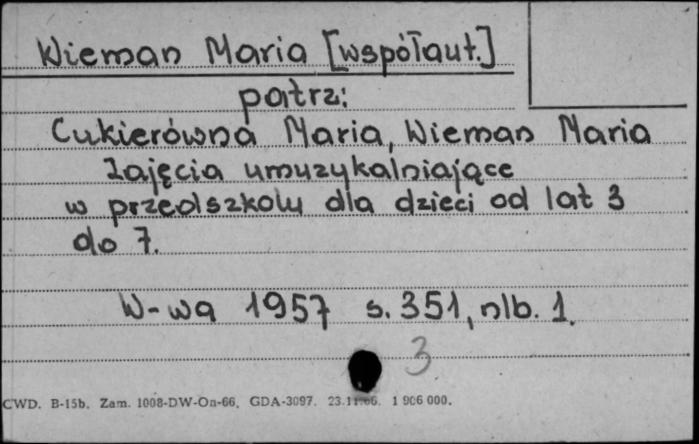 Wieman Maria [współaut.]
patrz:
Cukierówna Maria, Wieman Maria
Zajęcia umuzykalniające
w przedszkolu dla dzieci od lat 3
do 7.
W-wa 1957 s. 351, nlb. 1.
3
CWD. B-15b. Zam. 1008-DW-On-66. GDA-3097. 23.11.66. 1 906 000.